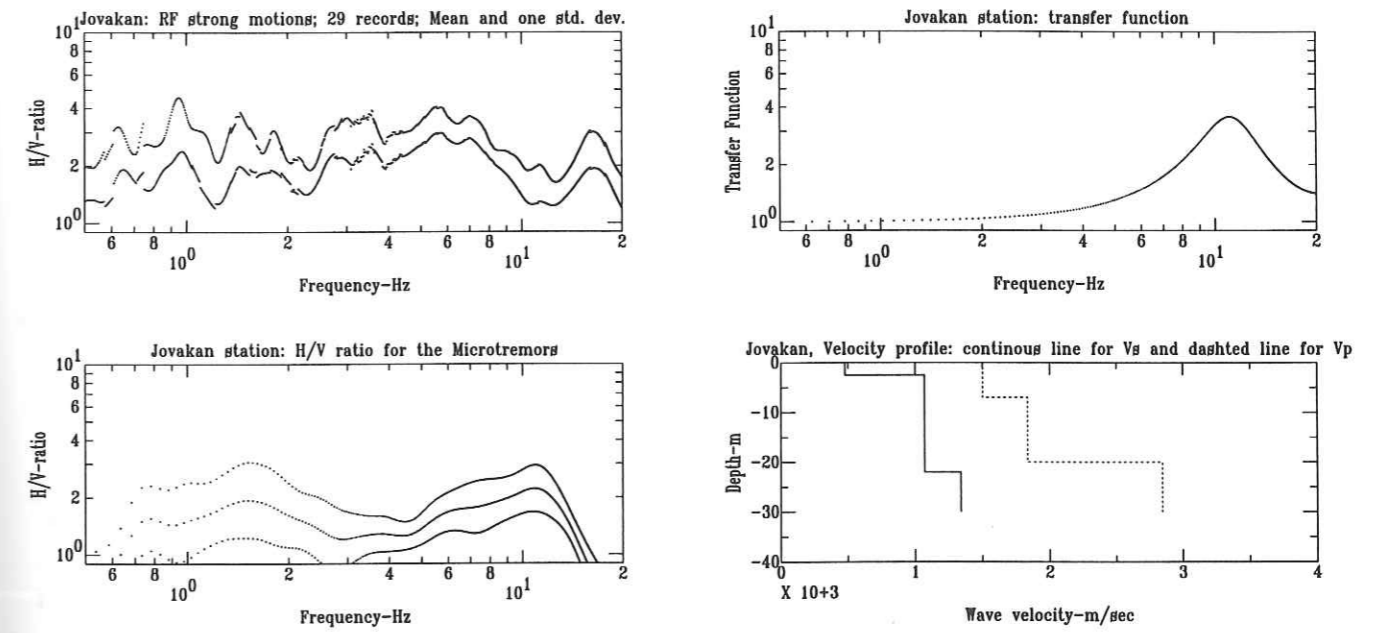 Jovakan: RF strong motions; 29 records; Mean and one std. dev.
10^1
8
6
4
2
10^0
H/V-ratio
6 8 10^0 2 4 6 8 10^1 2
Frequency-Hz
Jovakan station: transfer function
10^1
8
6
4
2
10^0
Transfer Function
6 8 10^0 2 4 6 8 10^1 2
Frequency-Hz
Jovakan station: H/V ratio for the Microtremors
10^1
8
6
4
2
10^0
H/V-ratio
6 8 10^0 2 4 6 8 10^1 2
Frequency-Hz
Jovakan, Velocity profile: continous line for Vs and dashted line for Vp
0
-10
-20
-30
-40
Depth-m
0 1 2 3 4
X 10+3
Wave velocity-m/sec